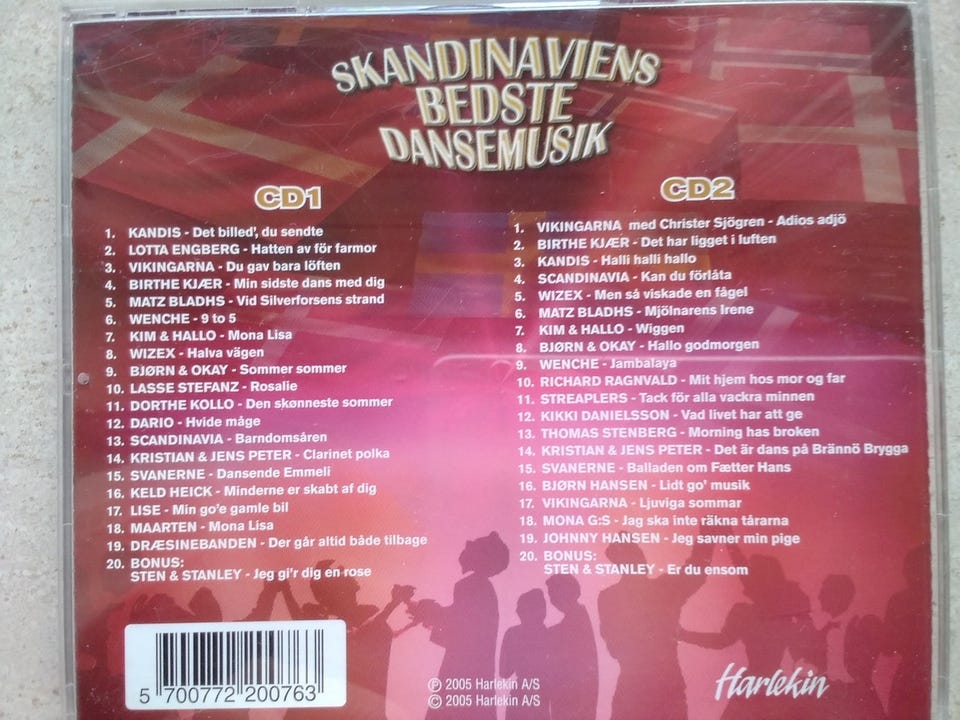 SKANDINAVIENS
BEDSTE
DANSEMUSIK
CD1
1. KANDIS - Det billed', du sendte
2. LOTTA ENGBERG - Hatten av för farmor
3. VIKINGARNA - Du gav bara löften
4. BIRTHE KJÆR - Min sidste dans med dig
5. MATZ BLADHS - Vid Silverforsens strand
6. WENCHE - 9 to 5
7. KIM & HALLO - Mona Lisa
8. WIZEX - Halva vägen
9. BJØRN & OKAY - Sommer sommer
10. LASSE STEFANZ - Rosalie
11. DORTHE KOLLO - Den skønneste sommer
12. DARIO - Hvide måge
13. SCANDINAVIA - Barndomsåren
14. KRISTIAN & JENS PETER - Clarinet polka
15. SVANERNE - Dansende Emmeli
16. KELD HEICK - Minderne er skabt af dig
17. LISE - Min go'e gamle bil
18. MAARTEN - Mona Lisa
19. DRÆSINEBANDEN - Der går altid både tilbage
20. BONUS:
STEN & STANLEY - Jeg gi'r dig en rose
CD2
1. VIKINGARNA med Christer Sjögren - Adios adjö
2. BIRTHE KJÆR - Det har ligget i luften
3. KANDIS - Halli halli hallo
4. SCANDINAVIA - Kan du förlåta
5. WIZEX - Men så viskade en fågel
6. MATZ BLADHS - Mjölnarens Irene
7. KIM & HALLO - Wiggen
8. BJØRN & OKAY - Hallo godmorgen
9. WENCHE - Jambalaya
10. RICHARD RAGNVALD - Mit hjem hos mor og far
11. STREAPLERS - Tack för alla vackra minnen
12. KIKKI DANIELSSON - Vad livet har att ge
13. THOMAS STENBERG - Morning has broken
14. KRISTIAN & JENS PETER - Det är dans på Brännö Brygga
15. SVANERNE - Balladen om Fætter Hans
16. BJØRN HANSEN - Lidt go' musik
17. VIKINGARNA - Ljuviga sommar
18. MONA G:S - Jag ska inte räkna tårarna
19. JOHNNY HANSEN - Jeg savner min pige
20. BONUS:
STEN & STANLEY - Er du ensom
5 700772 200763
℗ 2005 Harlekin A/S
© 2005 Harlekin A/S
Harlekin